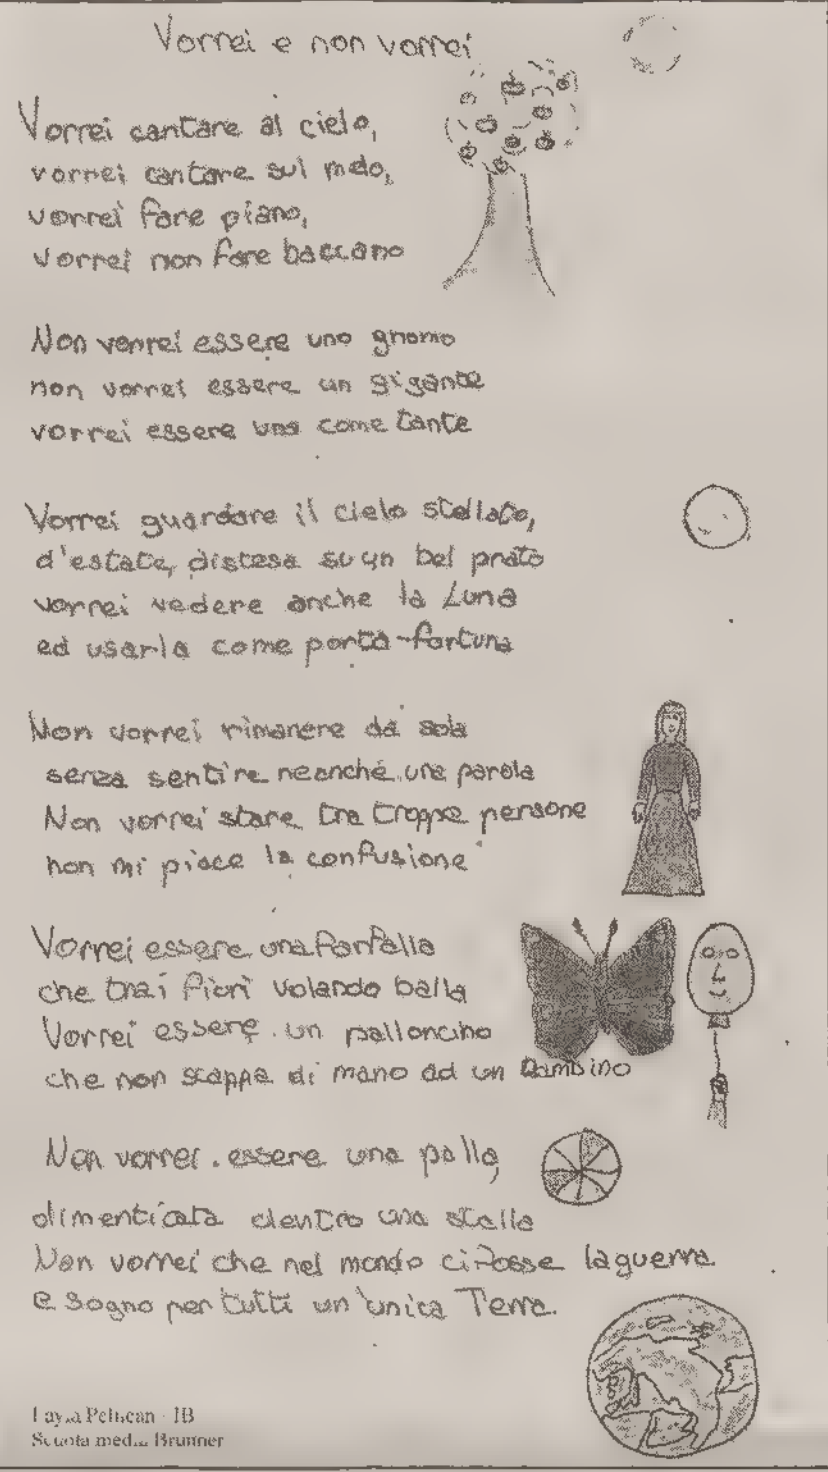 Vorrei e non vorrei
Vorrei cantare al cielo,
vorrei cantare sul melo,
vorrei fare piano,
vorrei non fare baccano
Non vorrei essere uno gnomo
non vorrei essere un gigante
vorrei essere una come tante
Vorrei guardare il cielo stellato,
d'estate, distesa su un bel prato
vorrei vedere anche la Luna
ed usarla come porta-fortuna
Non vorrei rimanere da sola
senza sentire neanche una parola
Non vorrei stare tra troppe persone
non mi piace la confusione
Vorrei essere una farfalla
che tra i fiori volando balla
Vorrei essere un palloncino
che non scappa di mano ad un bambino
Non vorrei essere una palla,
dimenticata dentro una stalla
Non vorrei che nel mondo ci fosse la guerra
e sogno per tutti un'unica Terra.
IB
Scuola Brunner